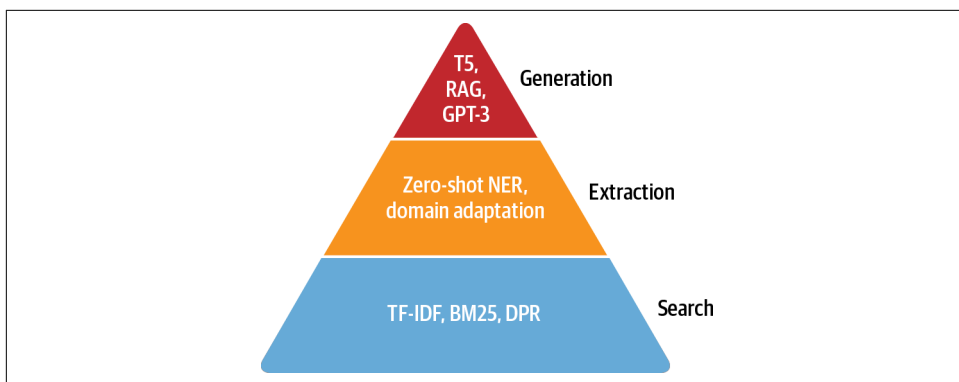 T5,
RAG,
GPT-3
Generation
Zero-shot NER,
domain adaptation
Extraction
TF-IDF, BM25, DPR
Search